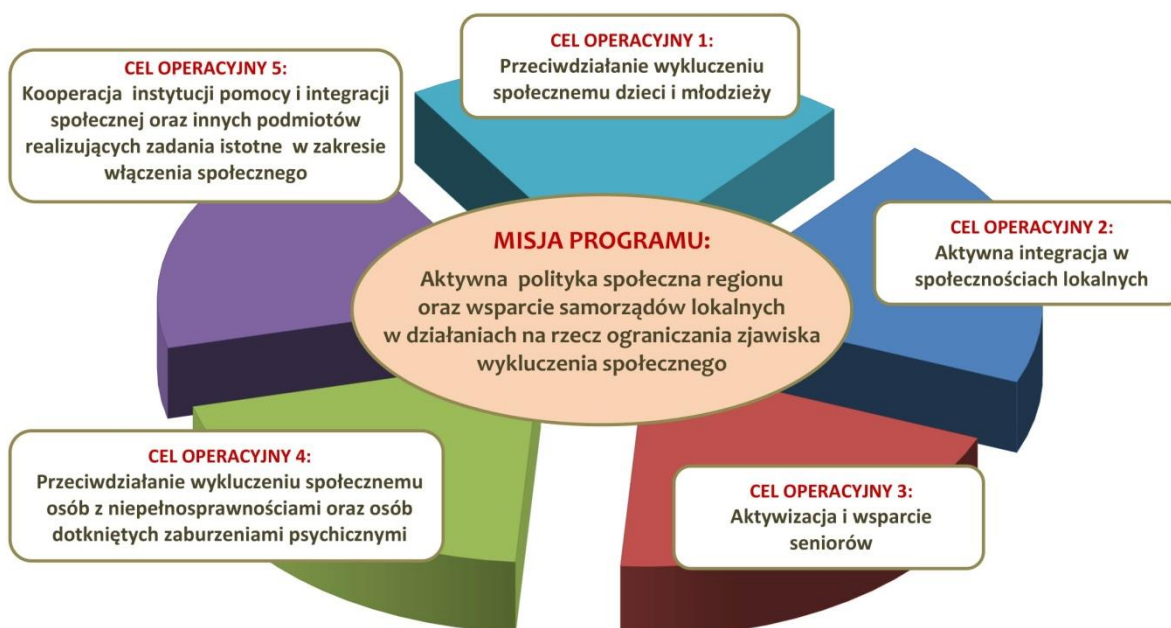 CEL OPERACYJNY 1:
Przeciwdziałanie wykluczeniu
społecznemu dzieci i młodzieży
CEL OPERACYJNY 5:
Kooperacja instytucji pomocy i integracji
społecznej oraz innych podmiotów
realizujących zadania istotne w zakresie
włączenia społecznego
CEL OPERACYJNY 2:
Aktywna integracja w
społecznościach lokalnych
MISJA PROGRAMU:
Aktywna polityka społeczna regionu
oraz wsparcie samorządów lokalnych
w działaniach na rzecz ograniczania zjawiska
wykluczenia społecznego
CEL OPERACYJNY 4:
Przeciwdziałanie wykluczeniu społecznemu
osób z niepełnosprawnościami oraz osób
dotkniętych zaburzeniami psychicznymi
CEL OPERACYJNY 3:
Aktywizacja i wsparcie
seniorów